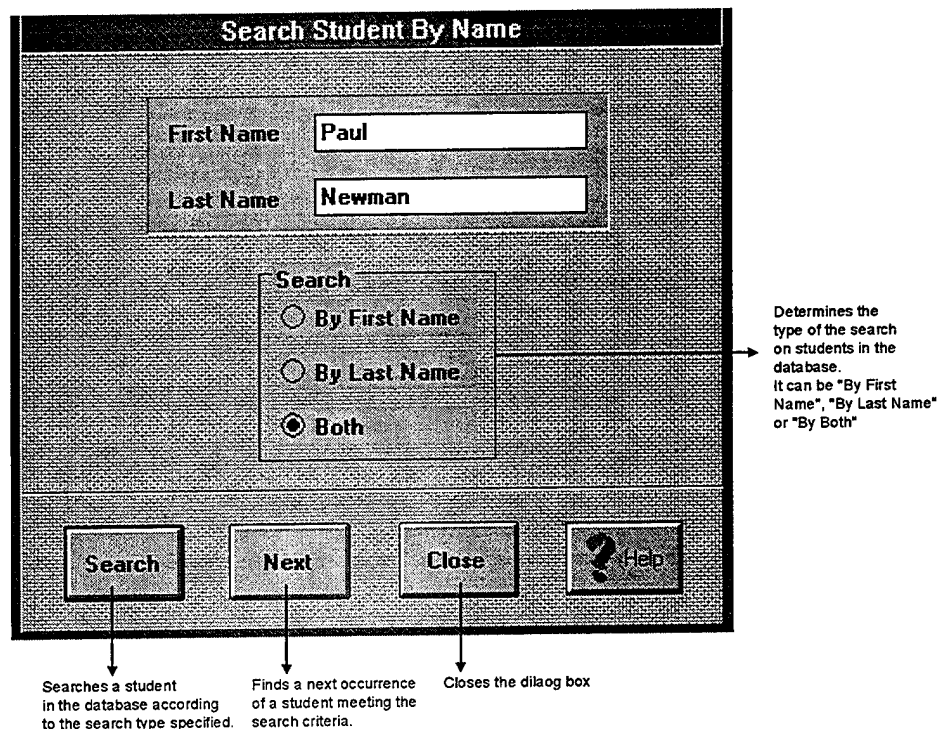 Search Student By Name
First Name
Paul
Last Name
Newman
Search
By First Name
By Last Name
Both
Determines the
type of the search
on students in the
database.
It can be "By First
Name", "By Last Name"
or "By Both"
Search
Next
Close
Help
Searches a student
in the database according
to the search type specified.
Finds a next occurrence
of a student meeting the
search criteria.
Closes the dilaog box